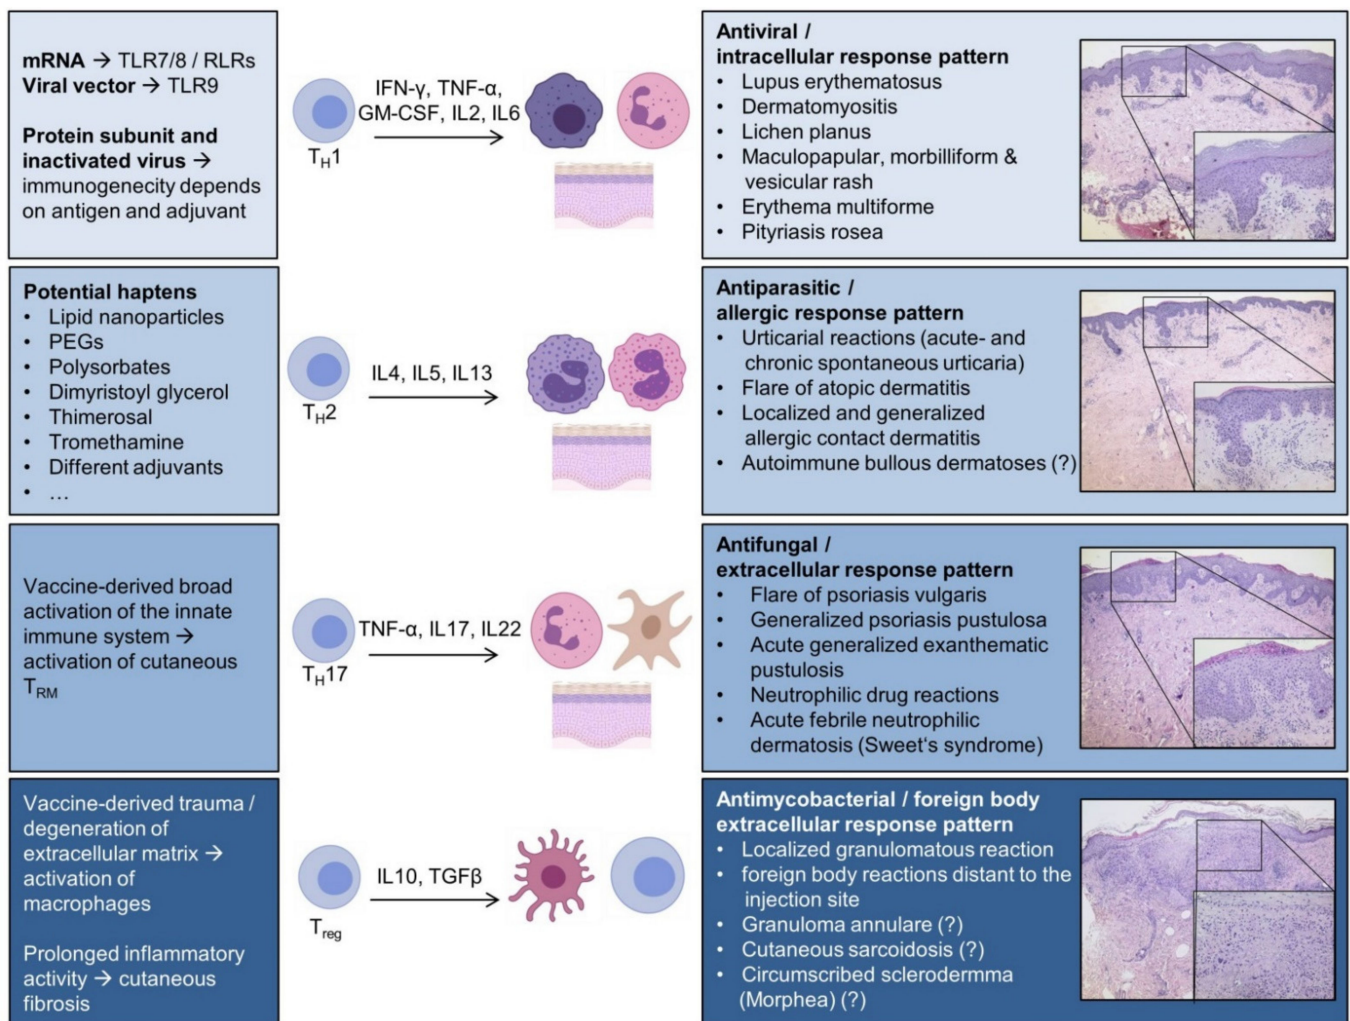 mRNA → TLR7/8 / RLRs
Viral vector → TLR9
Protein subunit and
inactivated virus →
immunogenecity depends
on antigen and adjuvant
IFN-γ, TNF-α,
GM-CSF, IL2, IL6
TH1
Antiviral /
intracellular response pattern
• Lupus erythematosus
• Dermatomyositis
• Lichen planus
• Maculopapular, morbilliform &
vesicular rash
• Erythema multiforme
• Pityriasis rosea
Potential haptens
• Lipid nanoparticles
• PEGs
• Polysorbates
• Dimyristoyl glycerol
• Thimerosal
• Tromethamine
• Different adjuvants
• …
IL4, IL5, IL13
TH2
Antiparasitic /
allergic response pattern
• Urticarial reactions (acute- and
chronic spontaneous urticaria)
• Flare of atopic dermatitis
• Localized and generalized
allergic contact dermatitis
• Autoimmune bullous dermatoses (?)
Vaccine-derived broad
activation of the innate
immune system →
activation of cutaneous
TRM
TNF-α, IL17, IL22
TH17
Antifungal /
extracellular response pattern
• Flare of psoriasis vulgaris
• Generalized psoriasis pustulosa
• Acute generalized exanthematic
pustulosis
• Neutrophilic drug reactions
• Acute febrile neutrophilic
dermatosis (Sweet‘s syndrome)
Vaccine-derived trauma /
degeneration of
extracellular matrix →
activation of
macrophages
Prolonged inflammatory
activity → cutaneous
fibrosis
IL10, TGFβ
Treg
Antimycobacterial / foreign body
extracellular response pattern
• Localized granulomatous reaction
• foreign body reactions distant to the
injection site
• Granuloma annulare (?)
• Cutaneous sarcoidosis (?)
• Circumscribed sclerodermma
(Morphea) (?)